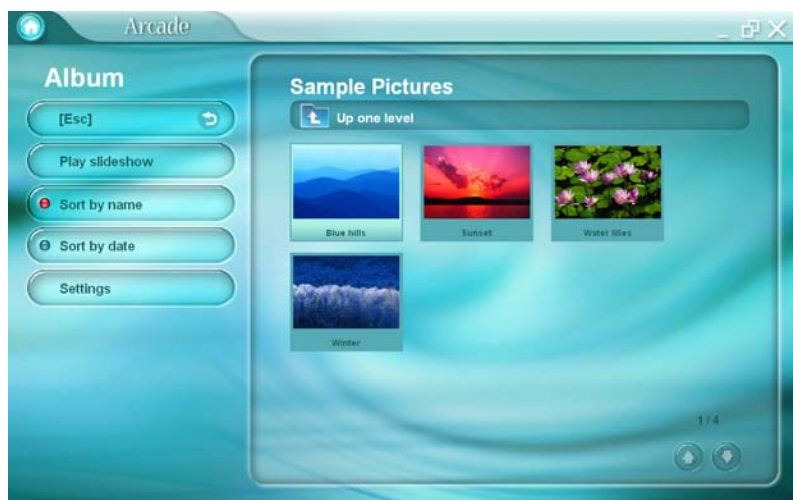 Arcade
Album
[Esc]
Play slideshow
Sort by name
Sort by date
Settings
Sample Pictures
Up one level
Blue hills
Sunset
Water lilies
Winter
1 / 4